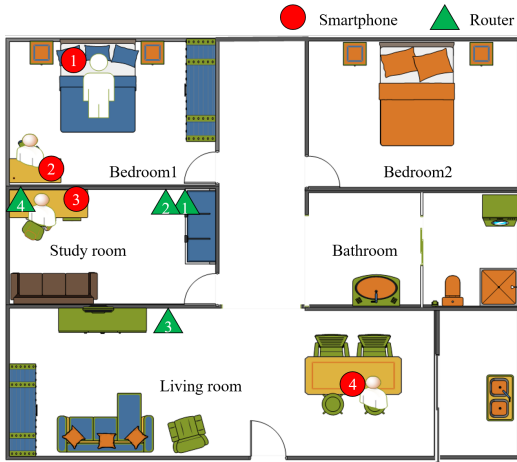 Smartphone Router
1
2
Bedroom1 Bedroom2
4 3 2 1
Study room Bathroom
3
Living room 4